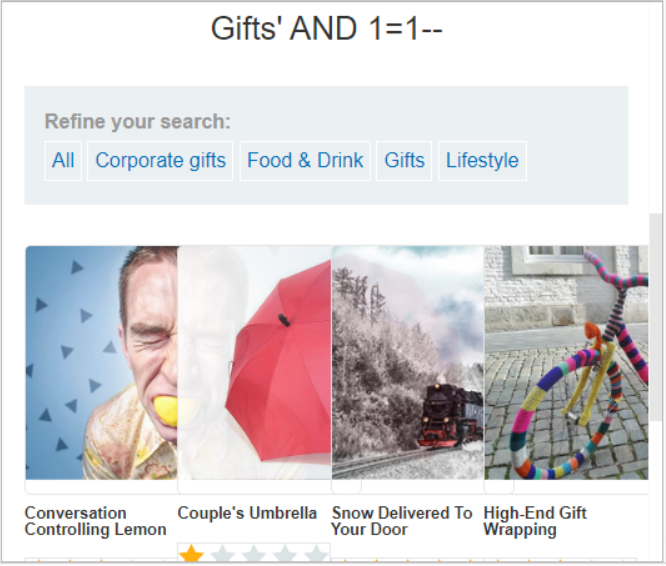 Gifts' AND 1=1--
Refine your search:
All Corporate gifts Food & Drink Gifts Lifestyle
Conversation Controlling Lemon
Couple's Umbrella
Snow Delivered To Your Door
High-End Gift Wrapping